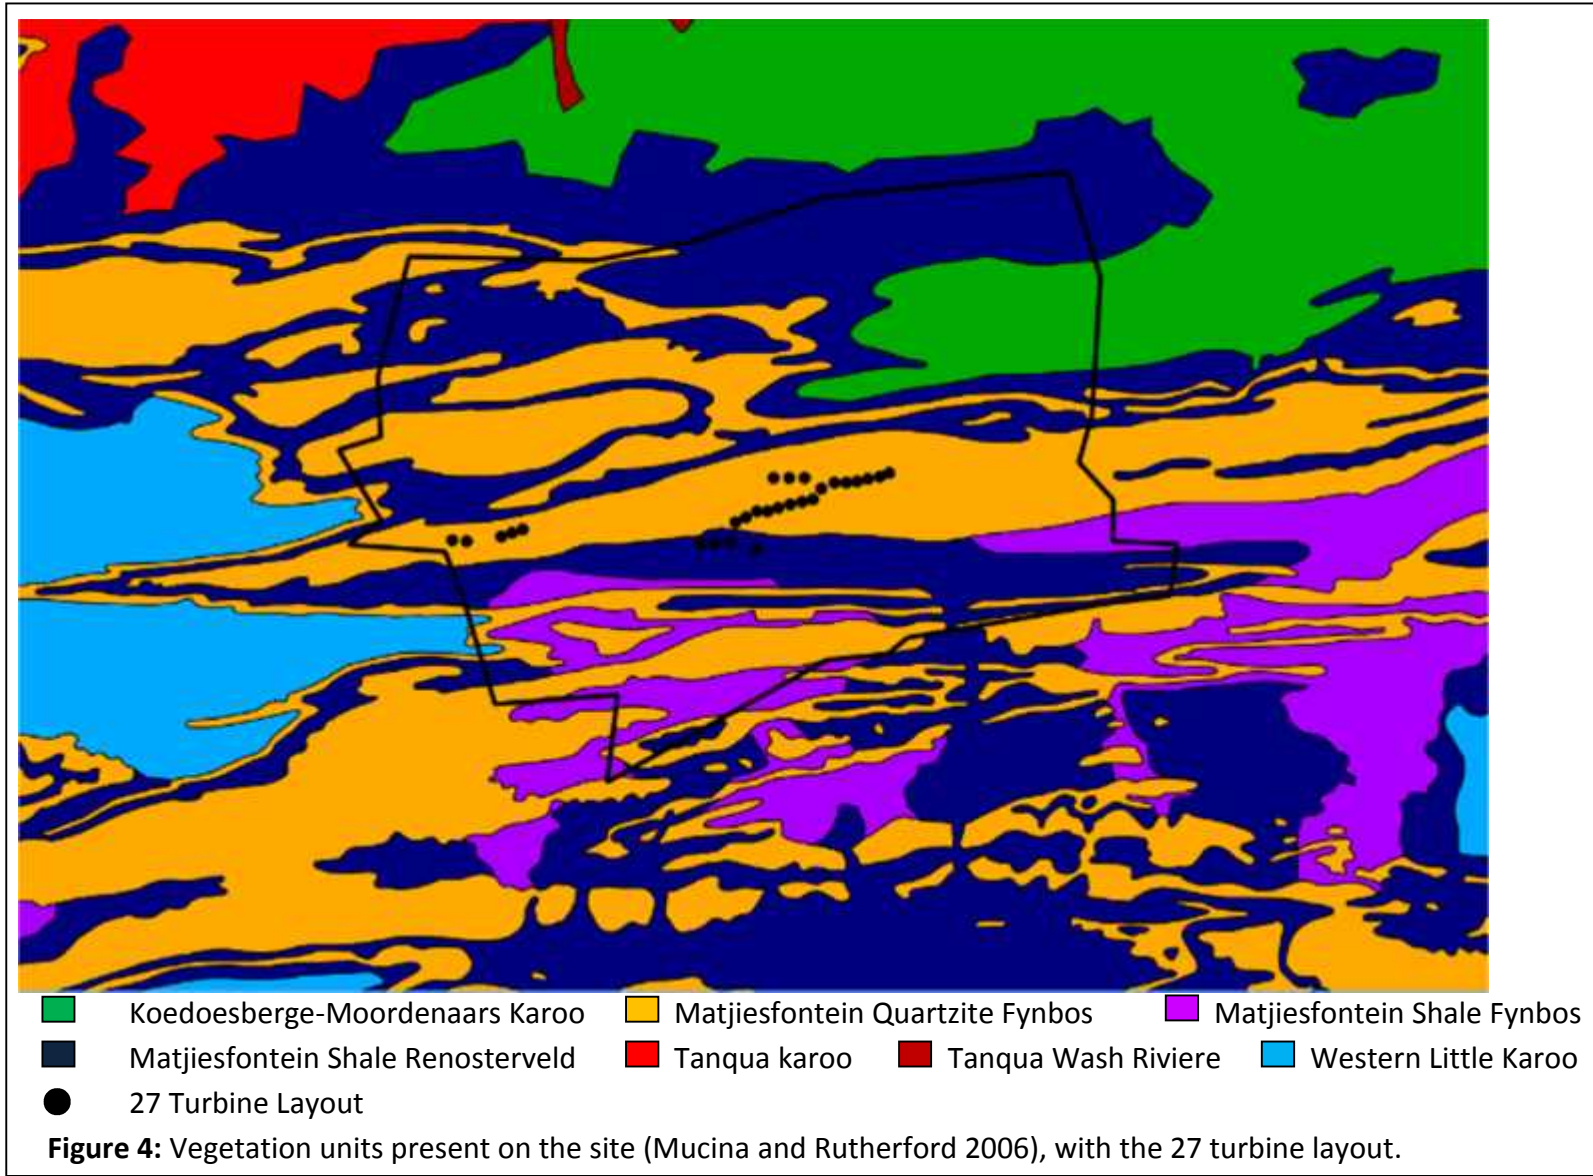 Koedoesberge-Moordenaars Karoo Matjiesfontein Quartzite Fynbos Matjiesfontein Shale Fynbos
Matjiesfontein Shale Renosterveld Tanqua karoo Tanqua Wash Riviere Western Little Karoo
27 Turbine Layout
Figure 4: Vegetation units present on the site (Mucina and Rutherford 2006), with the 27 turbine layout.